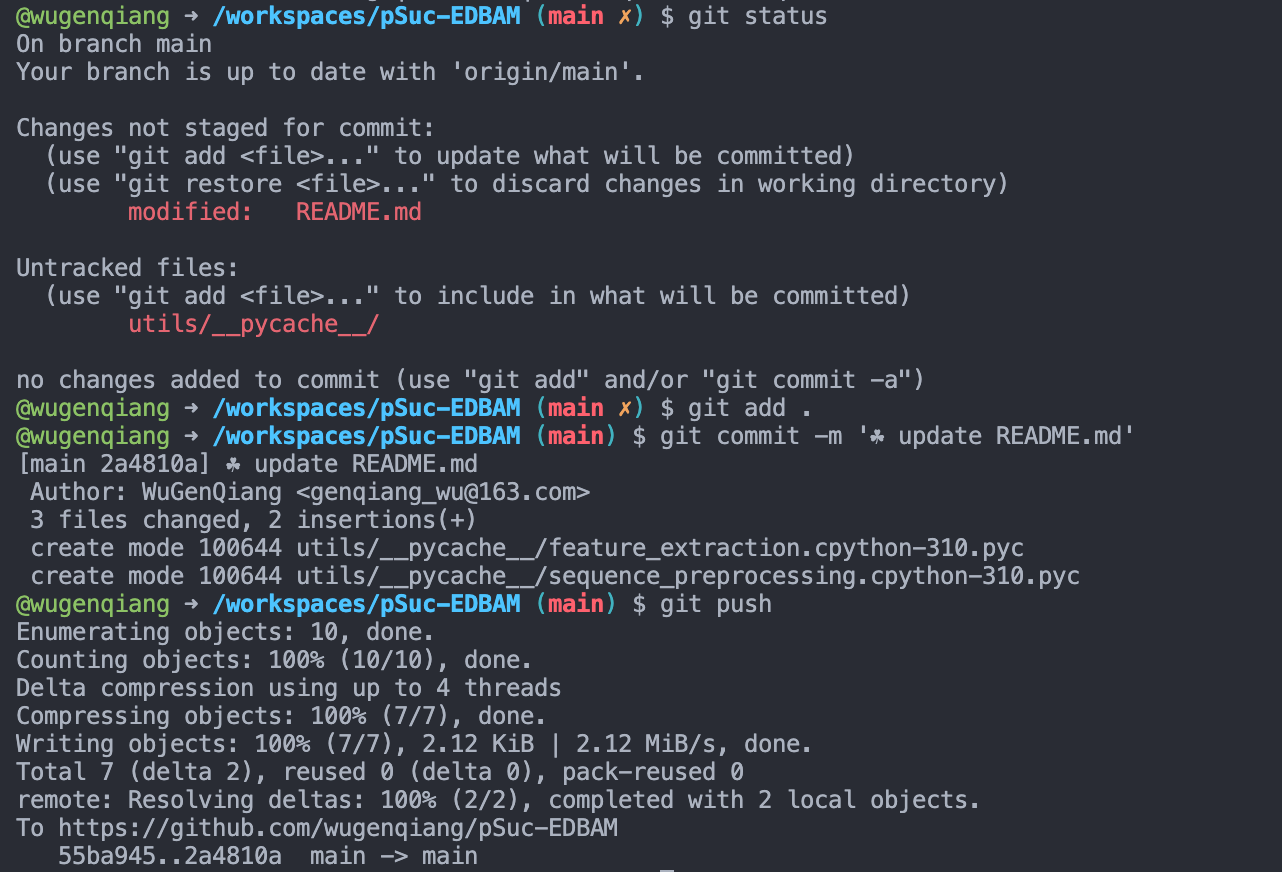 @wugenqiang ➜ /workspaces/pSuc-EDBAM (main ✗) $ git status
On branch main
Your branch is up to date with 'origin/main'.
Changes not staged for commit:
(use "git add <file>..." to update what will be committed)
(use "git restore <file>..." to discard changes in working directory)
modified:   README.md
Untracked files:
(use "git add <file>..." to include in what will be committed)
utils/__pycache__/
no changes added to commit (use "git add" and/or "git commit -a")
@wugenqiang ➜ /workspaces/pSuc-EDBAM (main ✗) $ git add .
@wugenqiang ➜ /workspaces/pSuc-EDBAM (main) $ git commit -m '☘ update README.md'
[main 2a4810a] ☘ update README.md
Author: WuGenQiang <genqiang_wu@163.com>
3 files changed, 2 insertions(+)
create mode 100644 utils/__pycache__/feature_extraction.cpython-310.pyc
create mode 100644 utils/__pycache__/sequence_preprocessing.cpython-310.pyc
@wugenqiang ➜ /workspaces/pSuc-EDBAM (main) $ git push
Enumerating objects: 10, done.
Counting objects: 100% (10/10), done.
Delta compression using up to 4 threads
Compressing objects: 100% (7/7), done.
Writing objects: 100% (7/7), 2.12 KiB | 2.12 MiB/s, done.
Total 7 (delta 2), reused 0 (delta 0), pack-reused 0
remote: Resolving deltas: 100% (2/2), completed with 2 local objects.
To https://github.com/wugenqiang/pSuc-EDBAM
55ba945..2a4810a  main -> main